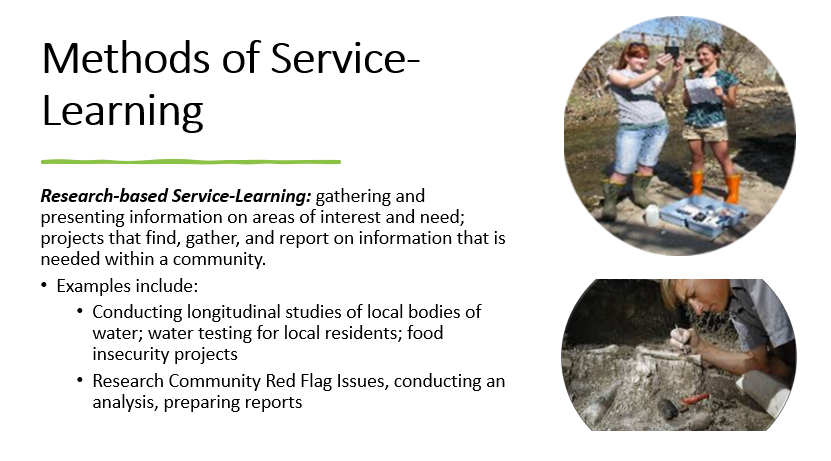 Methods of Service-
Learning
Research-based Service-Learning: gathering and
presenting information on areas of interest and need;
projects that find, gather, and report on information that is
needed within a community.
• Examples include:
• Conducting longitudinal studies of local bodies of
water; water testing for local residents; food
insecurity projects
• Research Community Red Flag Issues, conducting an
analysis, preparing reports